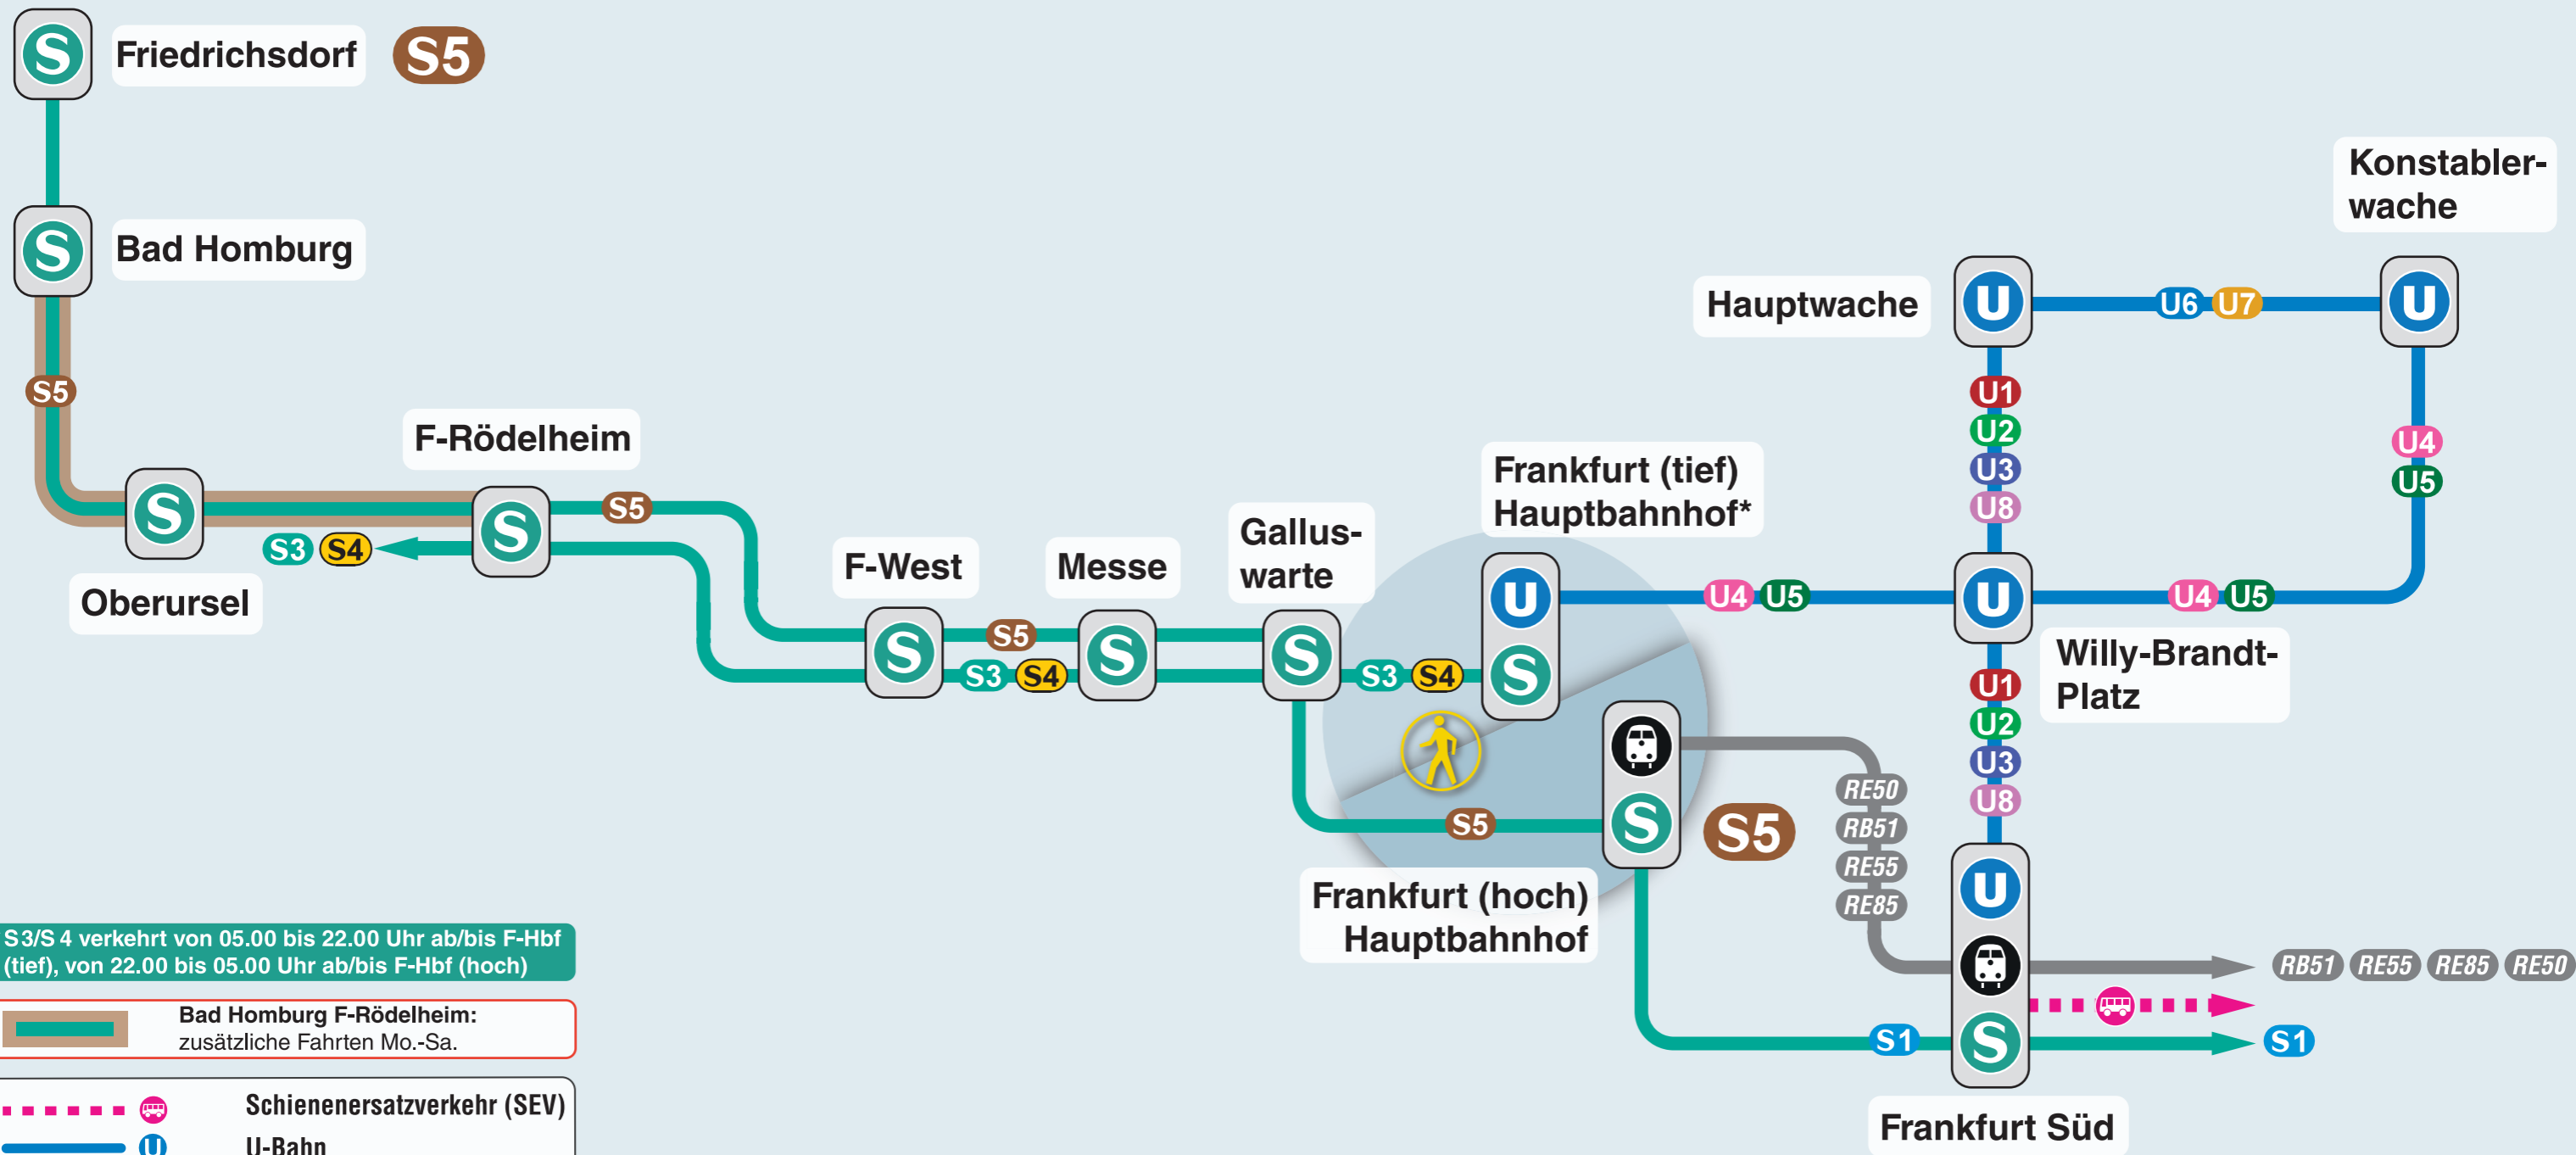 S Friedrichsdorf S5
S Bad Homburg
S5
S
Oberursel
F-Rödelheim
S
S5
S3 S4
F-West
S
S5
S3 S4
Messe
S
Gallus-
warte
S
S3 S4
S5
Frankfurt (tief)
Hauptbahnhof*
U
S
S
S5
Frankfurt (hoch)
Hauptbahnhof
U4 U5
Hauptwache
U
U6 U7
Konstabler-
wache
U
U1
U2
U3
U8
U4
U5
U
U4 U5
Willy-Brandt-
Platz
U1
U2
U3
U8
RE50
RB51
RE55
RE85
U
S
S1
RB51 RE55 RE85 RE50
S1
Frankfurt Süd
S3/S4 verkehrt von 05.00 bis 22.00 Uhr ab/bis F-Hbf
(tief), von 22.00 bis 05.00 Uhr ab/bis F-Hbf (hoch)
Bad Homburg F-Rödelheim:
zusätzliche Fahrten Mo.-Sa.
Schienenersatzverkehr (SEV)
U U-Bahn